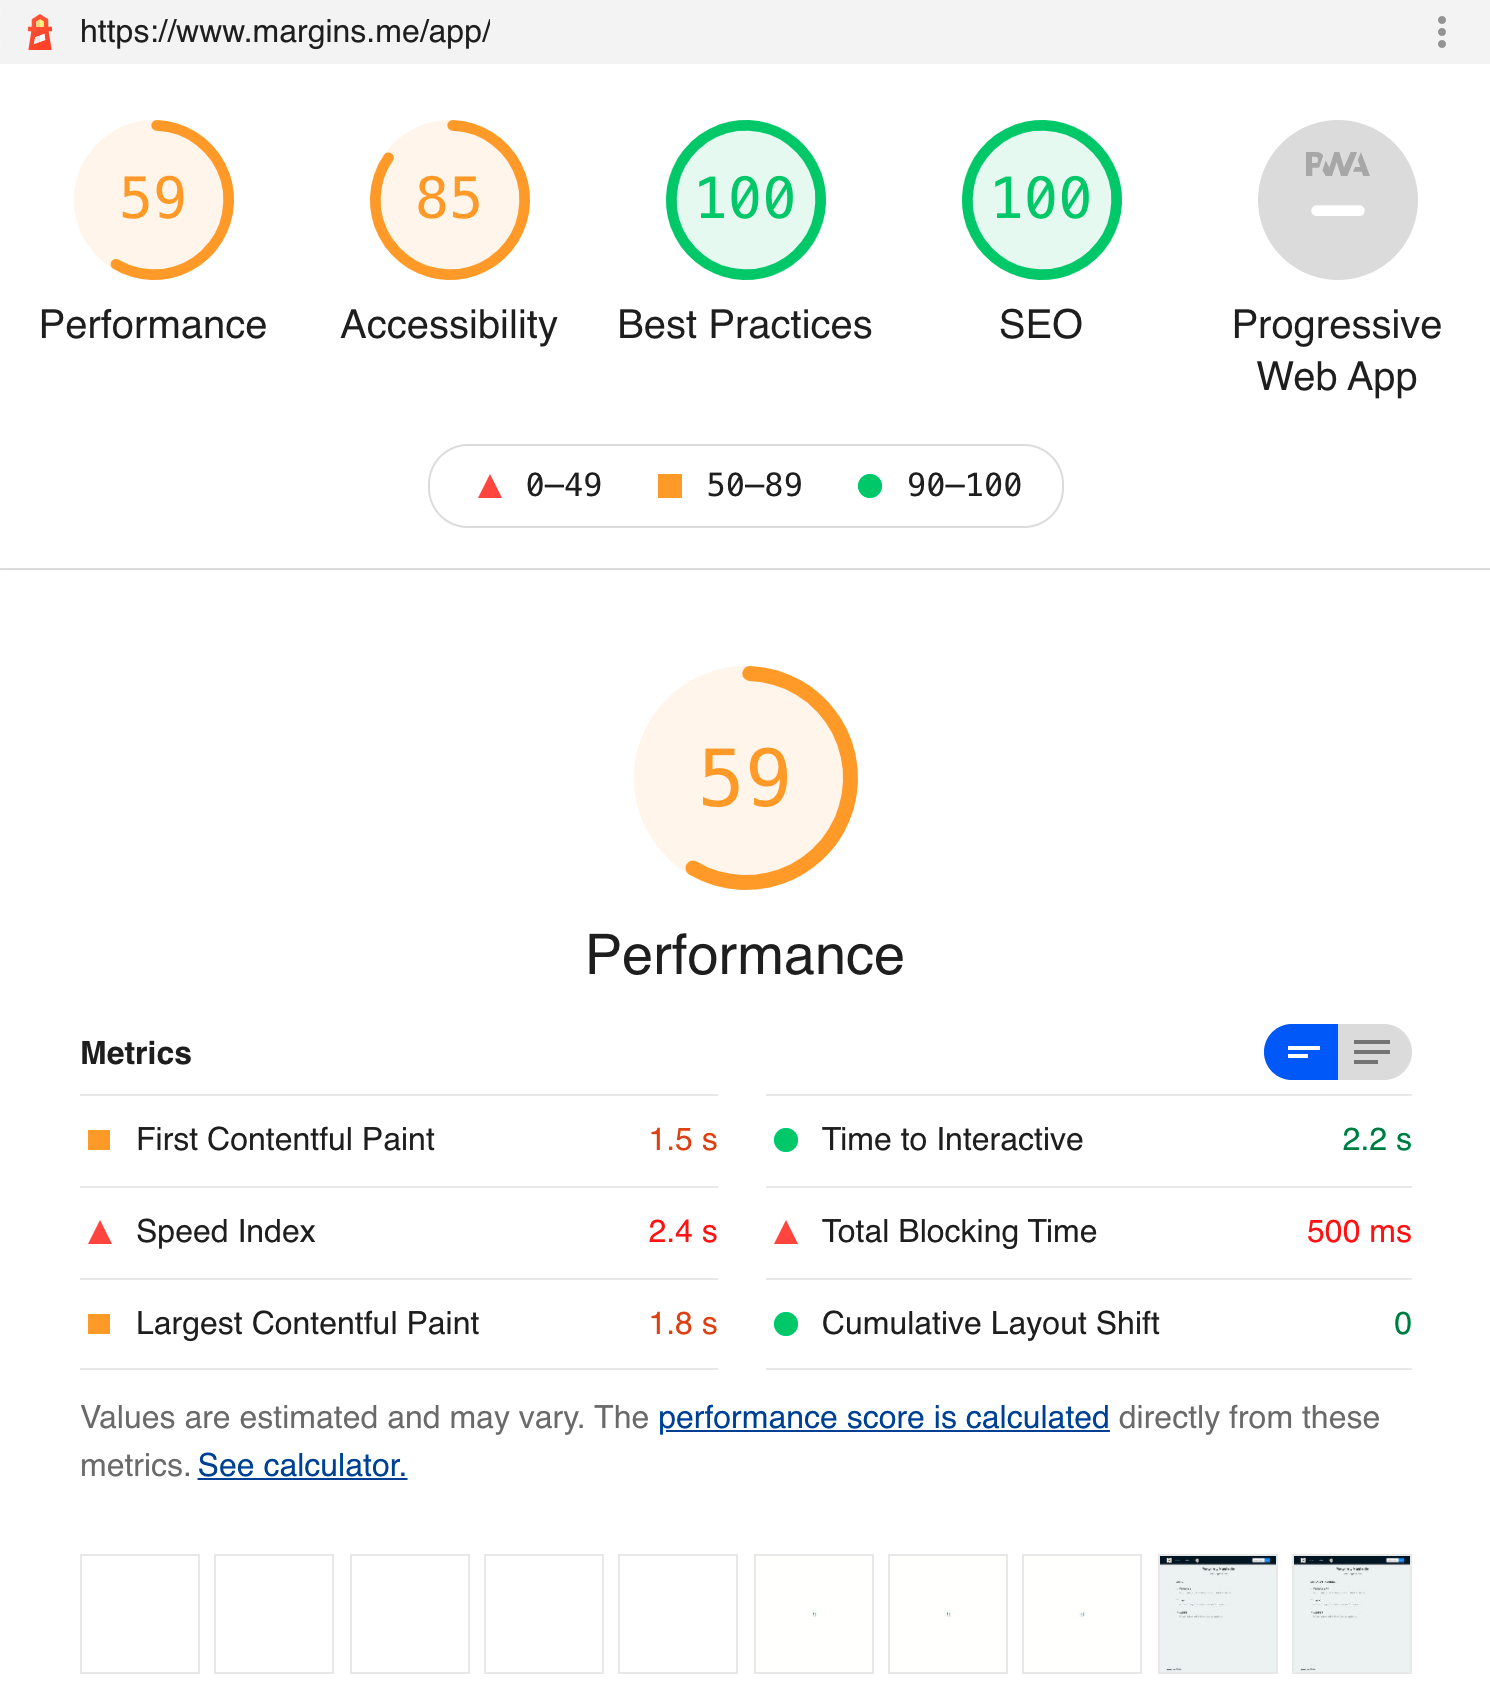 https://www.margins.me/app/
59
85
100
100
PWA
Performance
Accessibility
Best Practices
SEO
Progressive
Web App
0–49
50–89
90–100
59
Performance
Metrics
First Contentful Paint 1.5 s
Time to Interactive 2.2 s
Speed Index 2.4 s
Total Blocking Time 500 ms
Largest Contentful Paint 1.8 s
Cumulative Layout Shift 0
Values are estimated and may vary. The performance score is calculated directly from these
metrics. See calculator.